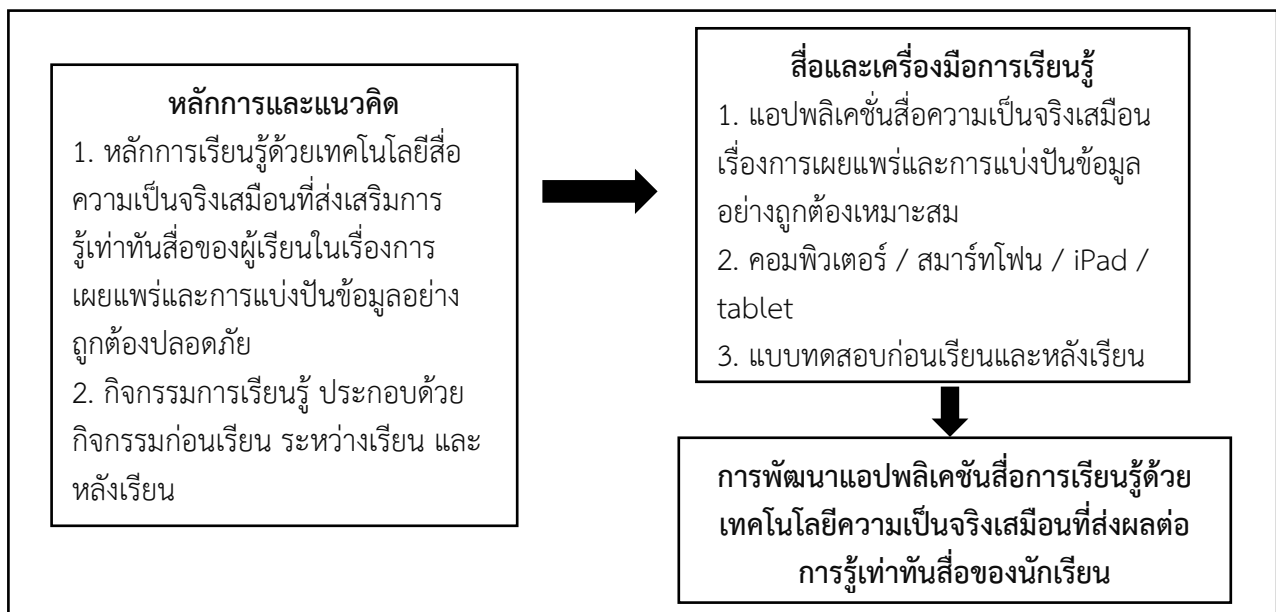 หลักการและแนวคิด
1. หลักการเรียนรู้ด้วยเทคโนโลยีสื่อ
ความเป็นจริงเสมือนที่ส่งเสริมการ
รู้เท่าทันสื่อของผู้เรียนในเรื่องการ
เผยแพร่และการแบ่งปันข้อมูลอย่าง
ถูกต้องปลอดภัย
2. กิจกรรมการเรียนรู้ ประกอบด้วย
กิจกรรมก่อนเรียน ระหว่างเรียน และ
หลังเรียน
สื่อและเครื่องมือการเรียนรู้
1. แอปพลิเคชั่นสื่อความเป็นจริงเสมือน
เรื่องการเผยแพร่และการแบ่งปันข้อมูล
อย่างถูกต้องเหมาะสม
2. คอมพิวเตอร์ / สมาร์ทโฟน / iPad /
tablet
3. แบบทดสอบก่อนเรียนและหลังเรียน
การพัฒนาแอปพลิเคชันสื่อการเรียนรู้ด้วย
เทคโนโลยีความเป็นจริงเสมือนที่ส่งผลต่อ
การรู้เท่าทันสื่อของนักเรียน